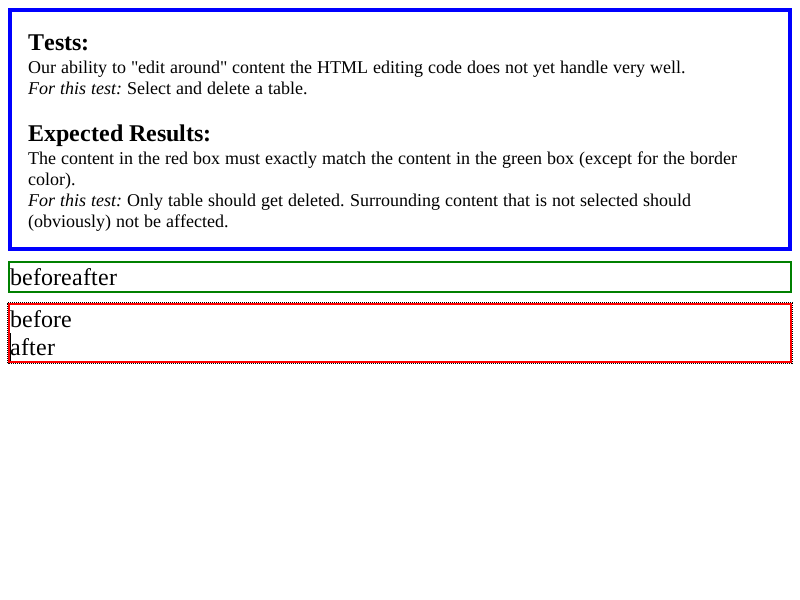 Tests:
Our ability to "edit around" content the HTML editing code does not yet handle very well.
For this test: Select and delete a table.
Expected Results:
The content in the red box must exactly match the content in the green box (except for the border
color).
For this test: Only table should get deleted. Surrounding content that is not selected should
(obviously) not be affected.
beforeafter
before
after